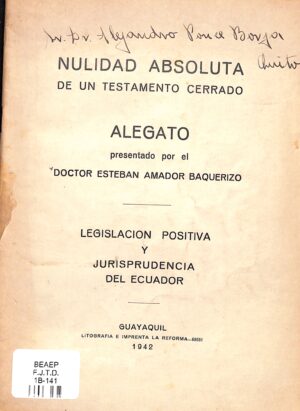 Sr. Dr. Alejandro Ponce Borja
Quito
NULIDAD ABSOLUTA
DE UN TESTAMENTO CERRADO
ALEGATO
presentado por el
DOCTOR ESTEBAN AMADOR BAQUERIZO
LEGISLACION POSITIVA
Y
JURISPRUDENCIA
DEL ECUADOR
GUAYAQUIL
LITOGRAFIA E IMPRENTA LA REFORMA
1942
BEAEP
F.J.T.D.
1B-141